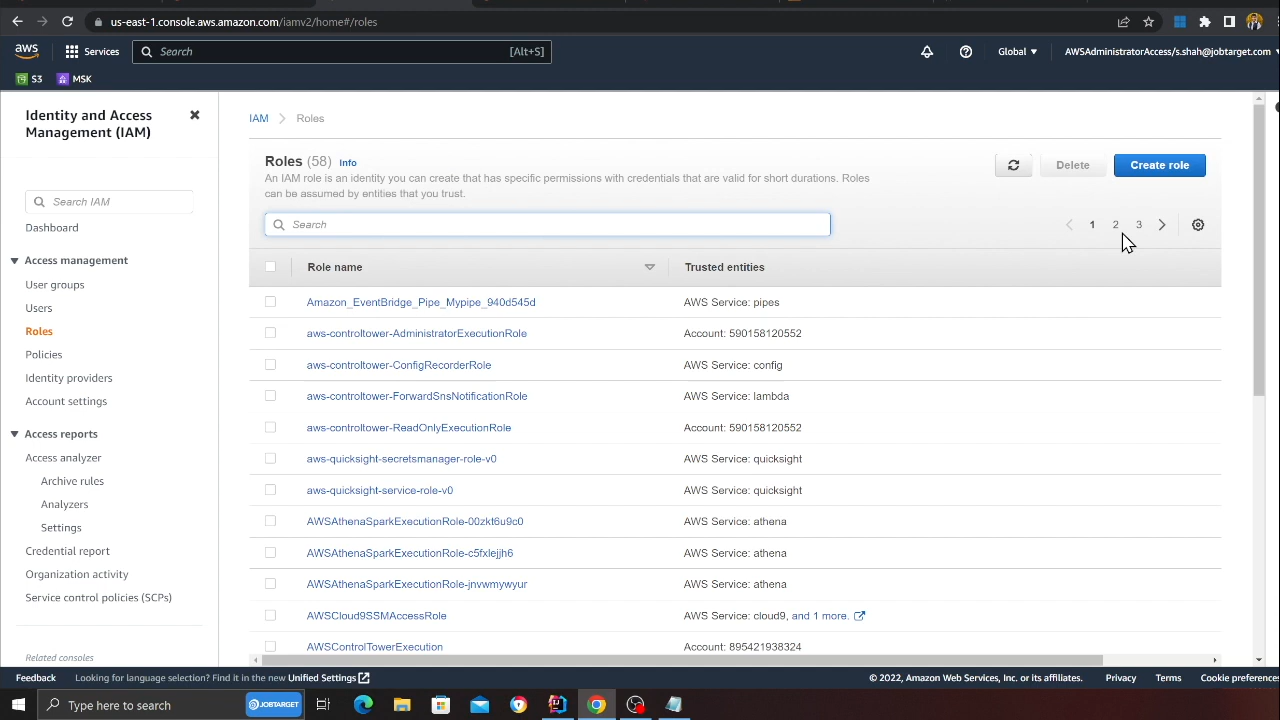 us-east-1.console.aws.amazon.com/iamv2/home#/roles
aws Services Search [Alt+S] Global AWSAdministratorAccess/s.shah@jobtarget.com
S3 MSK
Identity and Access Management (IAM)
Search IAM
Dashboard
Access management
User groups
Users
Roles
Policies
Identity providers
Account settings
Access reports
Access analyzer
Archive rules
Analyzers
Settings
Credential report
Organization activity
Service control policies (SCPs)
Related consoles
IAM Roles
Roles (58) Info
Delete Create role
An IAM role is an identity you can create that has specific permissions with credentials that are valid for short durations. Roles
can be assumed by entities that you trust.
Search
1 2 3
Role name Trusted entities
Amazon_EventBridge_Pipe_Mypipe_940d545d AWS Service: pipes
aws-controltower-AdministratorExecutionRole Account: 590158120552
aws-controltower-ConfigRecorderRole AWS Service: config
aws-controltower-ForwardSnsNotificationRole AWS Service: lambda
aws-controltower-ReadOnlyExecutionRole Account: 590158120552
aws-quicksight-secretsmanager-role-v0 AWS Service: quicksight
aws-quicksight-service-role-v0 AWS Service: quicksight
AWSAthenaSparkExecutionRole-00zkt6u9c0 AWS Service: athena
AWSAthenaSparkExecutionRole-c5fxlejjh6 AWS Service: athena
AWSAthenaSparkExecutionRole-jnvwmywyur AWS Service: athena
AWSCloud9SSMAccessRole AWS Service: cloud9, and 1 more.
AWSControlTowerExecution Account: 895421938324
Feedback Looking for language selection? Find it in the new Unified Settings © 2022, Amazon Web Services, Inc. or its affiliates. Privacy Terms Cookie preferences
Type here to search JOBTARGET